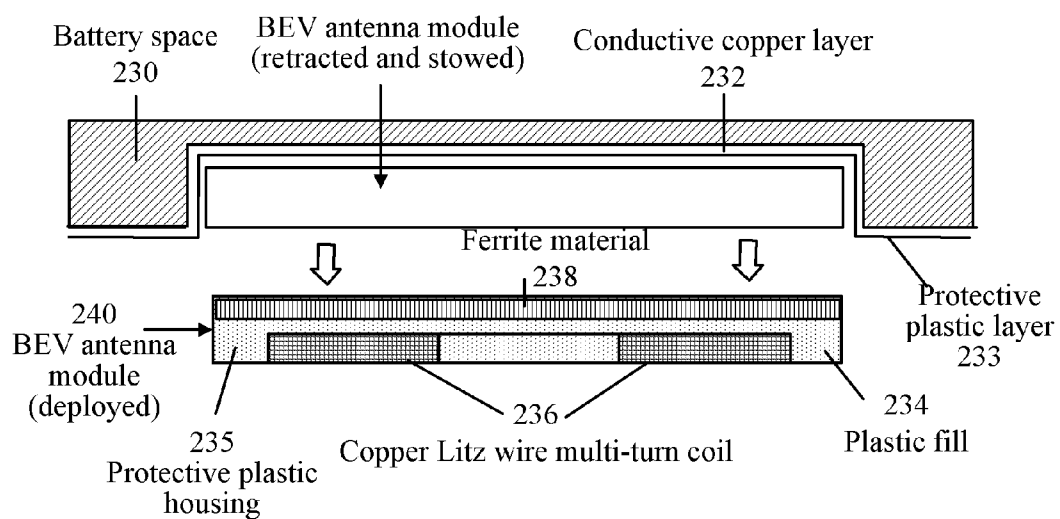 Battery space
230
BEV antenna module
(retracted and stowed)
Conductive copper layer
232
Ferrite material
238
Protective
plastic layer
233
240
BEV antenna
module
(deployed)
235
Protective plastic
housing
236
Copper Litz wire multi-turn coil
234
Plastic fill